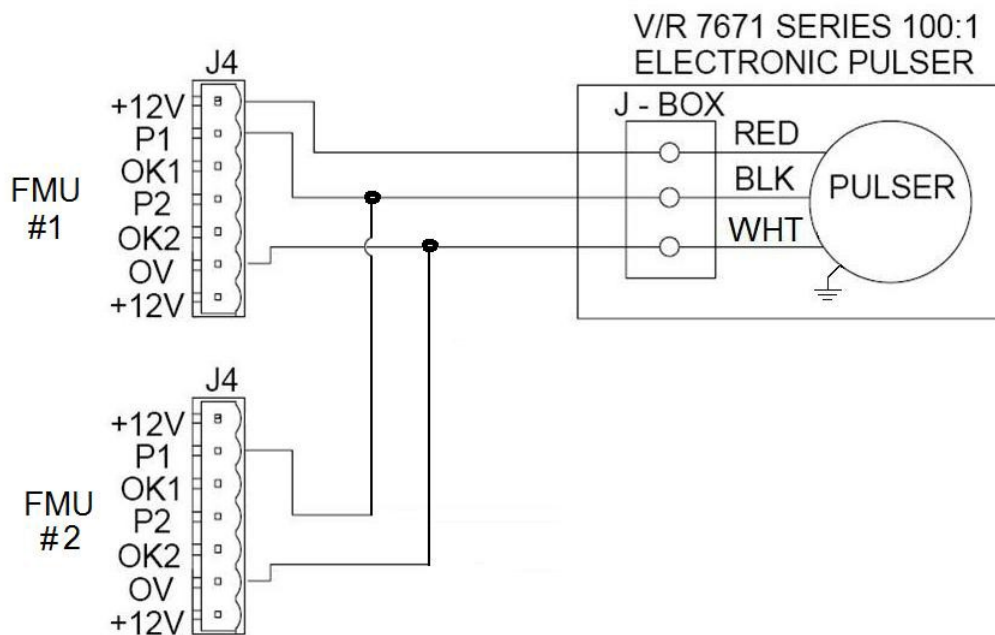 V/R 7671 SERIES 100:1
ELECTRONIC PULSER
J4
+12V
P1
OK1
P2
OK2
OV
+12V
FMU
#1
J - BOX
RED
BLK
WHT
PULSER
J4
+12V
P1
OK1
P2
OK2
OV
+12V
FMU
#2